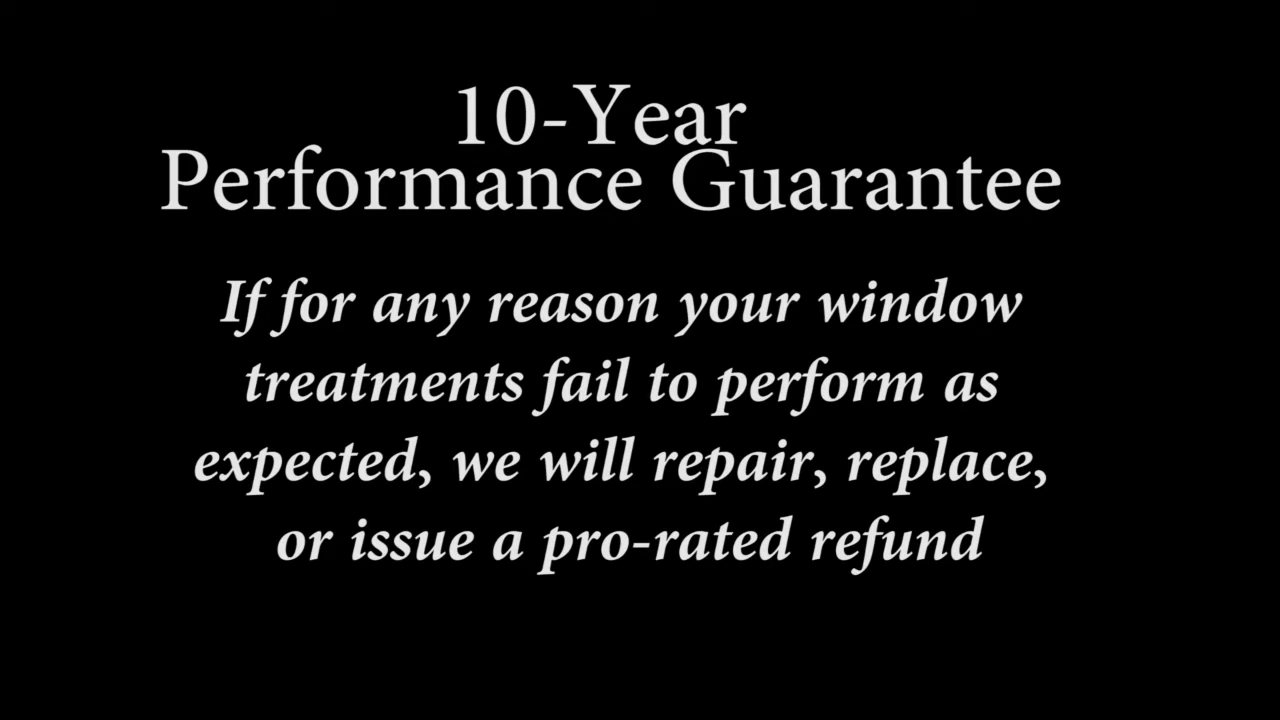 10-Year
Performance Guarantee
If for any reason your window
treatments fail to perform as
expected, we will repair, replace,
or issue a pro-rated refund